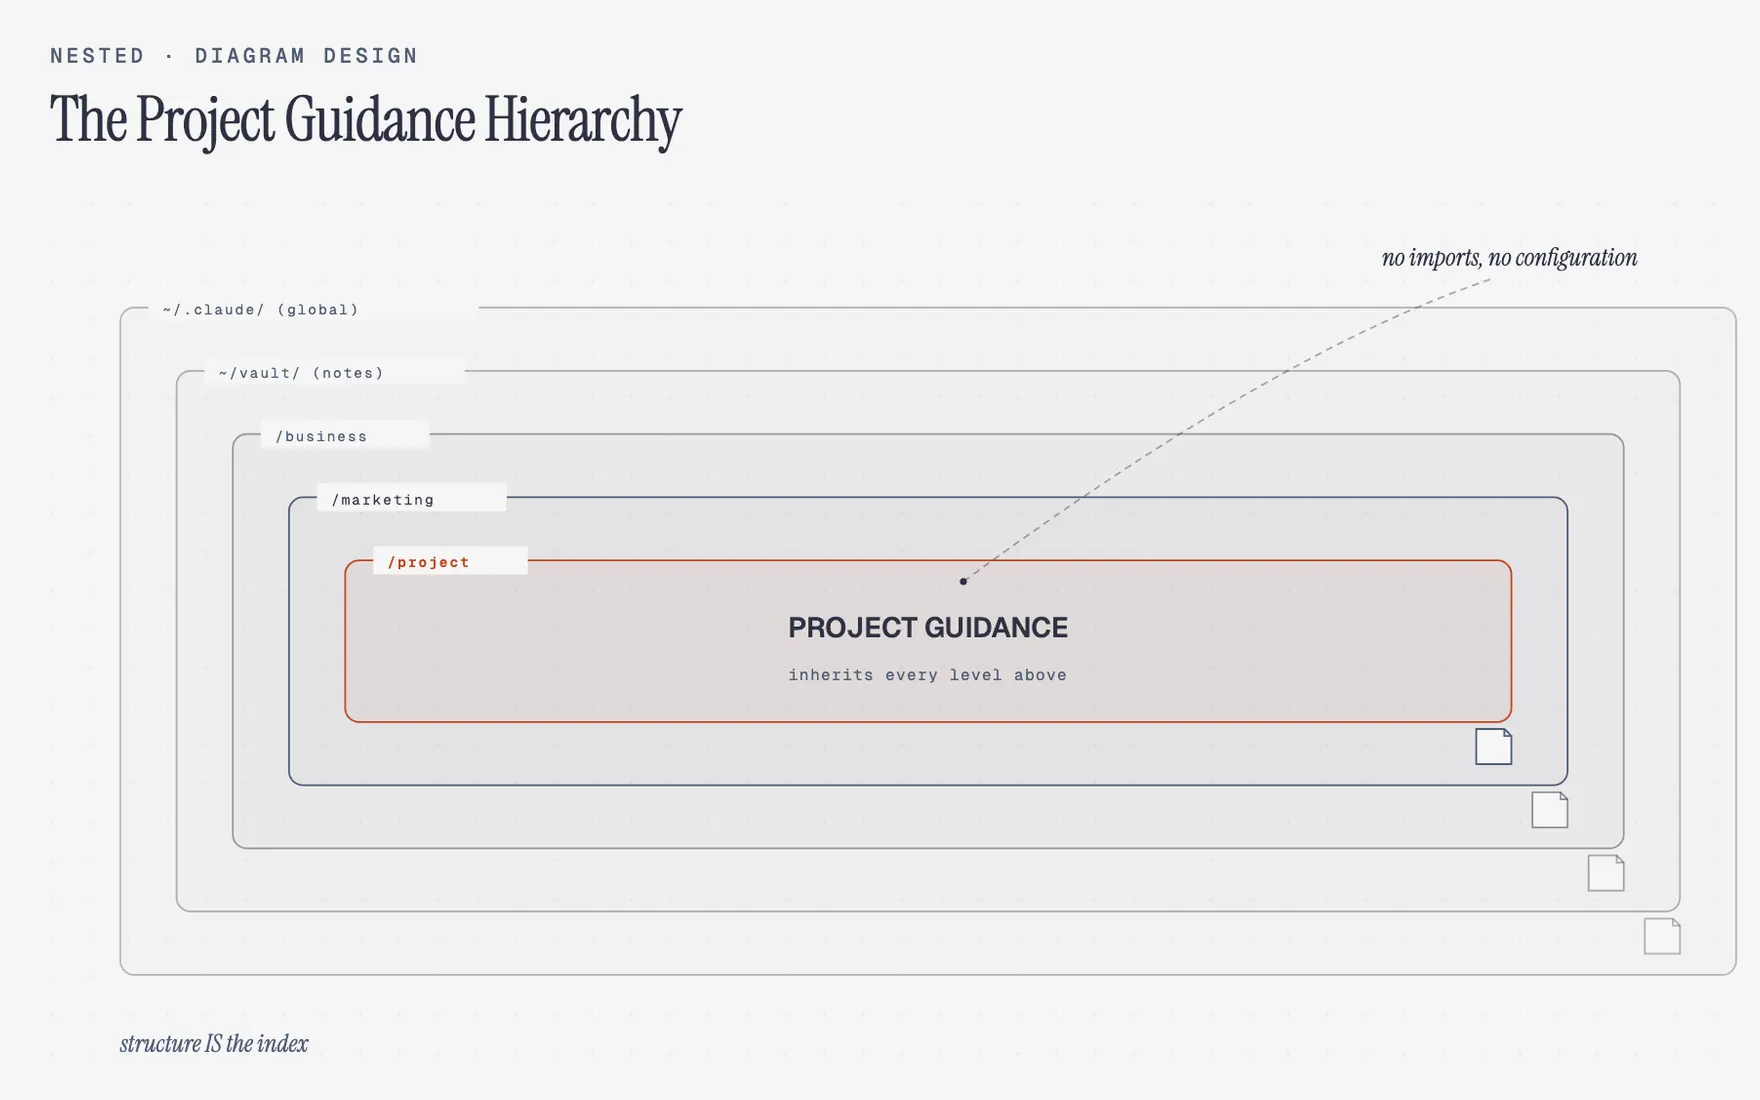 NESTED · DIAGRAM DESIGN
The Project Guidance Hierarchy
no imports, no configuration
~/.claude/ (global)
~/vault/ (notes)
/business
/marketing
/project
PROJECT GUIDANCE
inherits every level above
structure IS the index